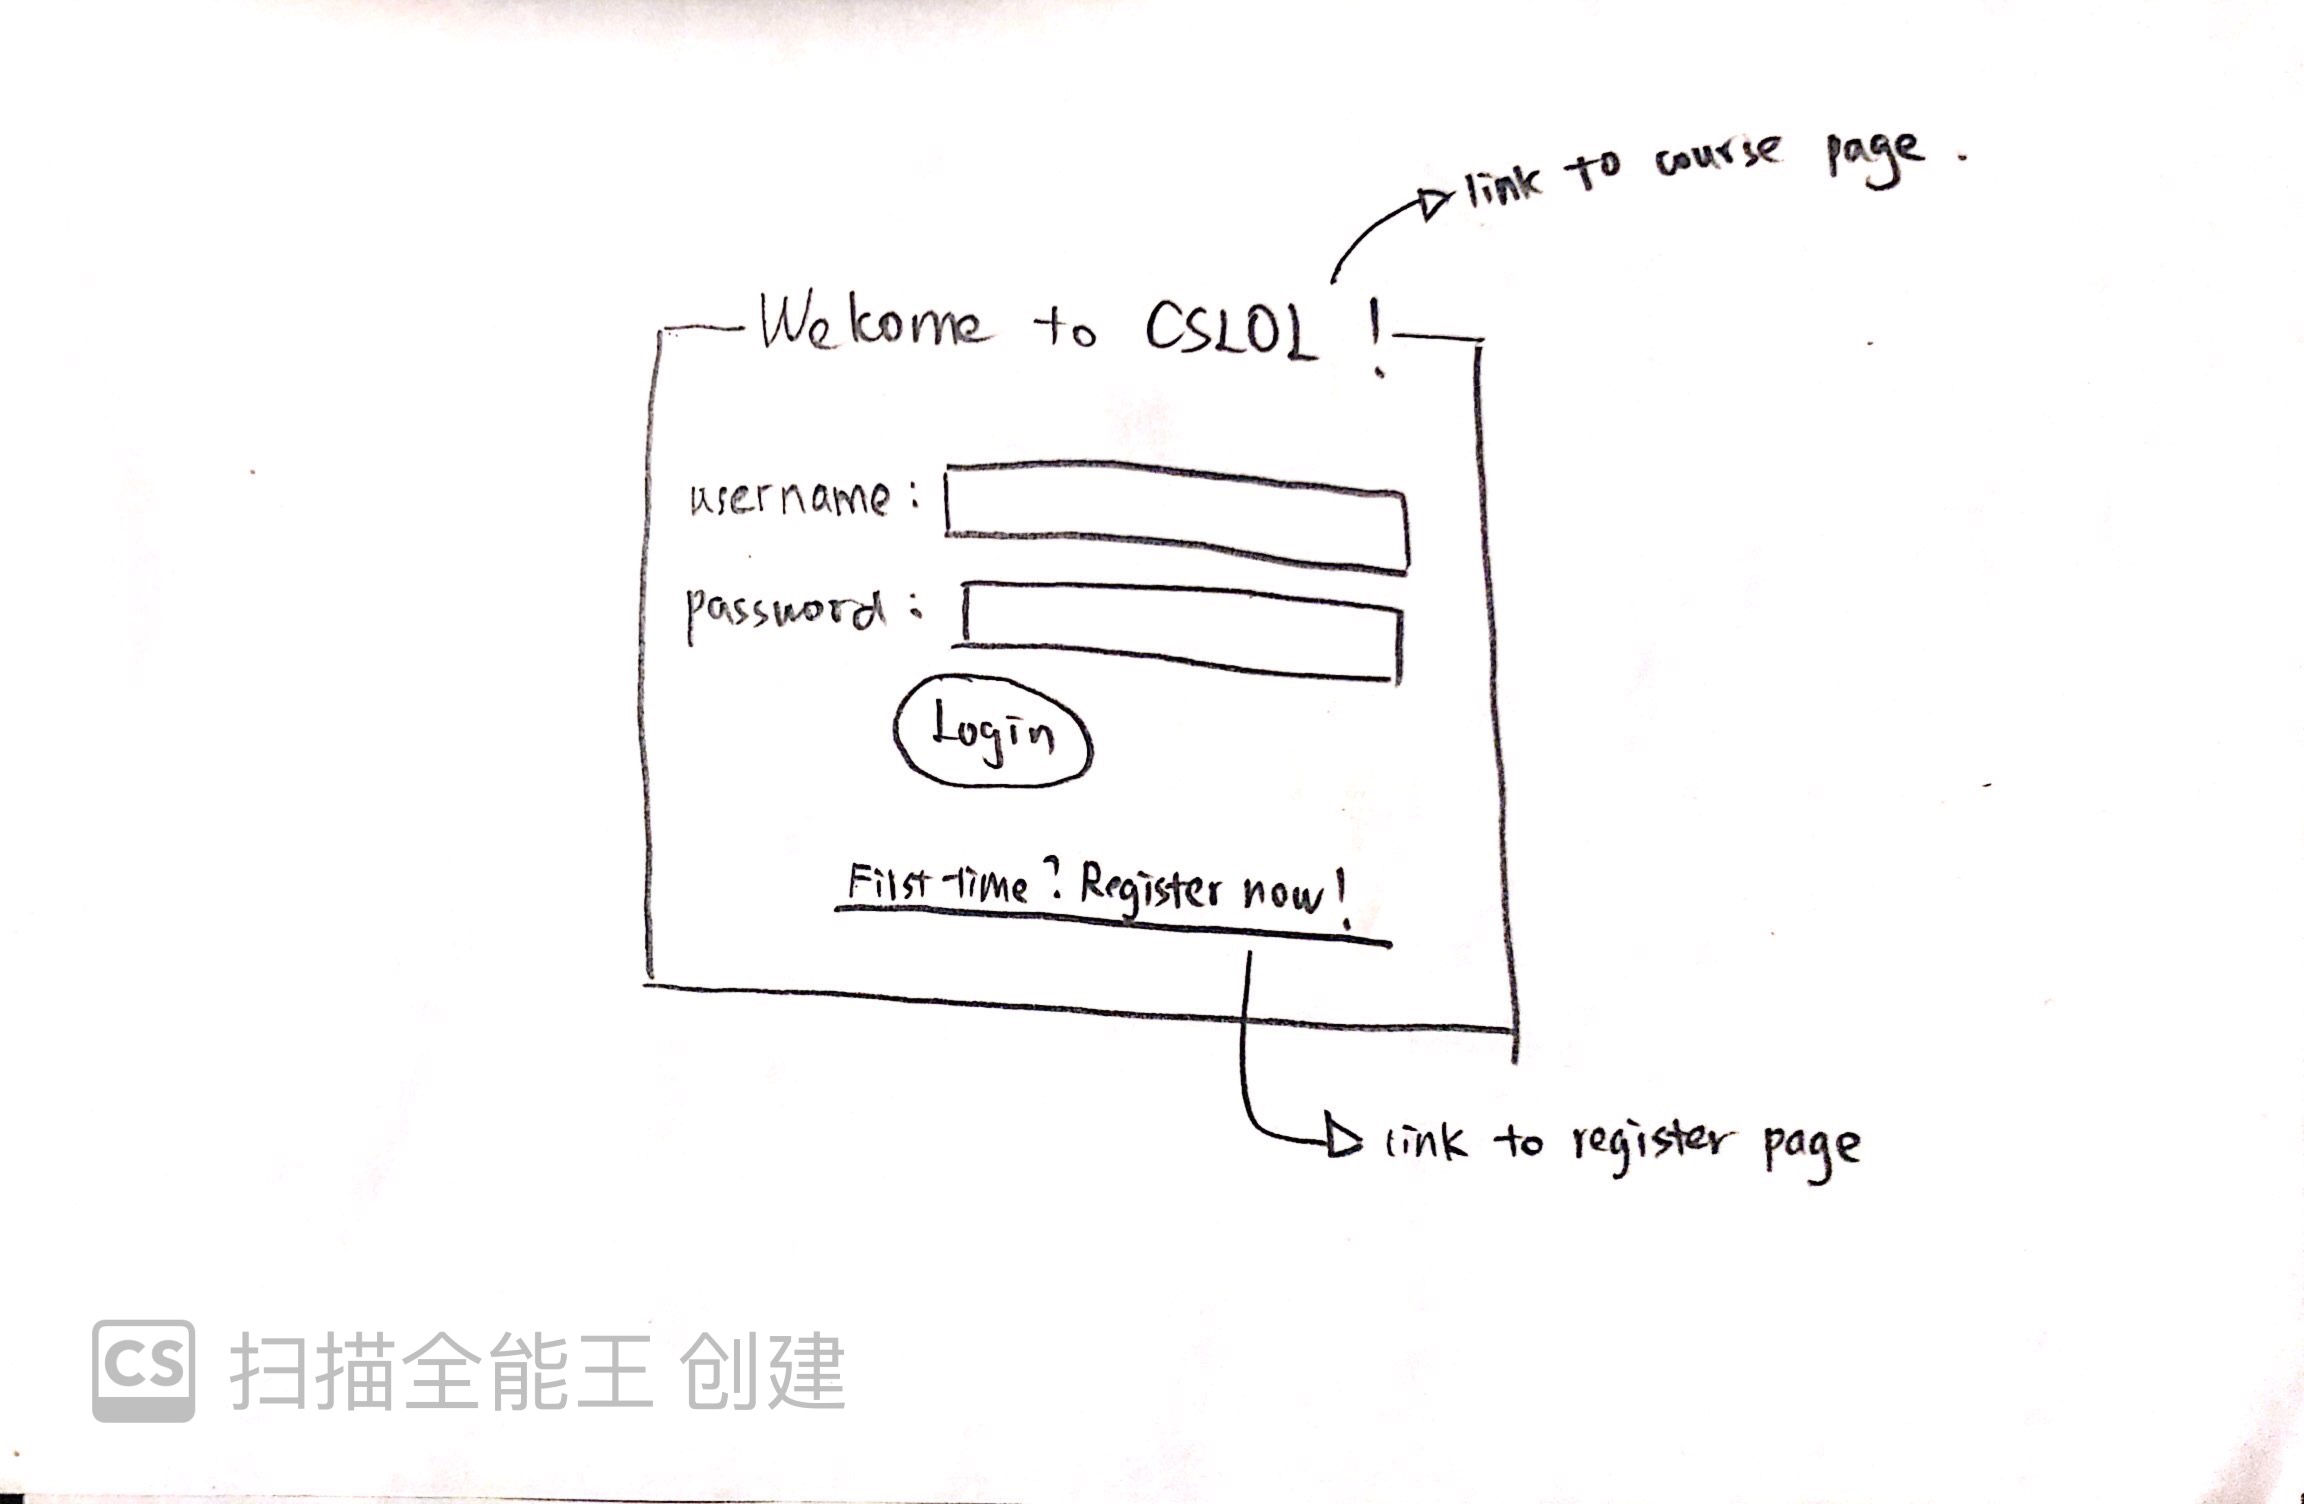 link to course page .
Welcome to CSLOL !
username :
password :
Login
First time ? Register now !
link to register page
CS 扫描全能王 创建